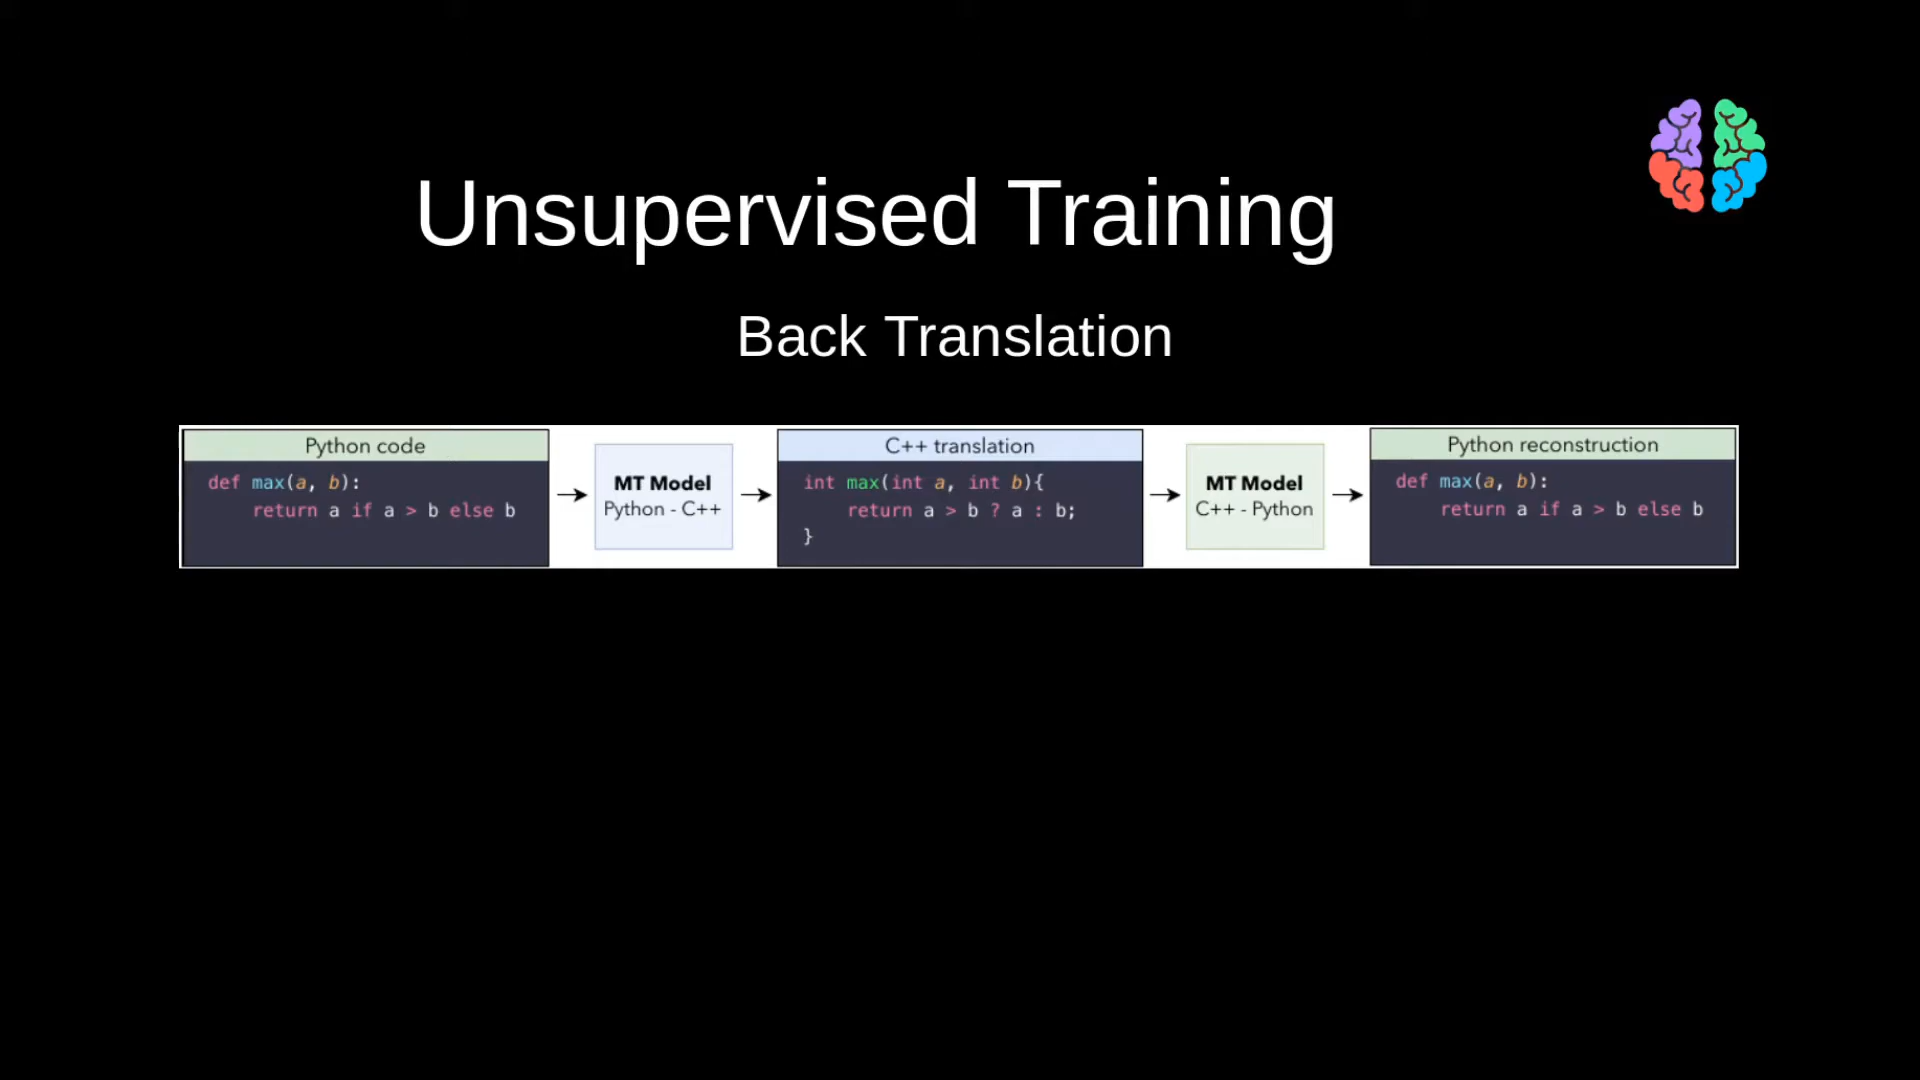 Unsupervised Training
Back Translation
Python code
def max(a, b):
    return a if a > b else b
MT Model
Python - C++
C++ translation
int max(int a, int b){
    return a > b ? a : b;
}
MT Model
C++ - Python
Python reconstruction
def max(a, b):
    return a if a > b else b